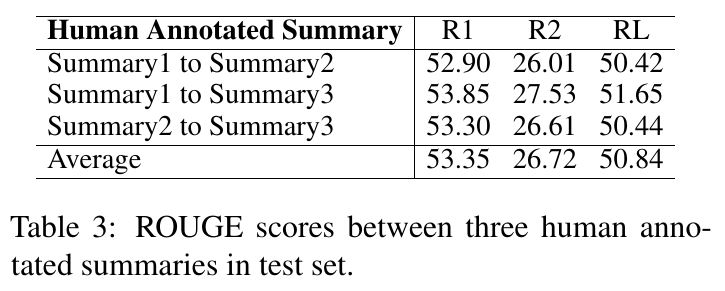 Human Annotated Summary R1 R2 RL
Summary1 to Summary2 52.90 26.01 50.42
Summary1 to Summary3 53.85 27.53 51.65
Summary2 to Summary3 53.30 26.61 50.44
Average 53.35 26.72 50.84
Table 3: ROUGE scores between three human anno-
tated summaries in test set.